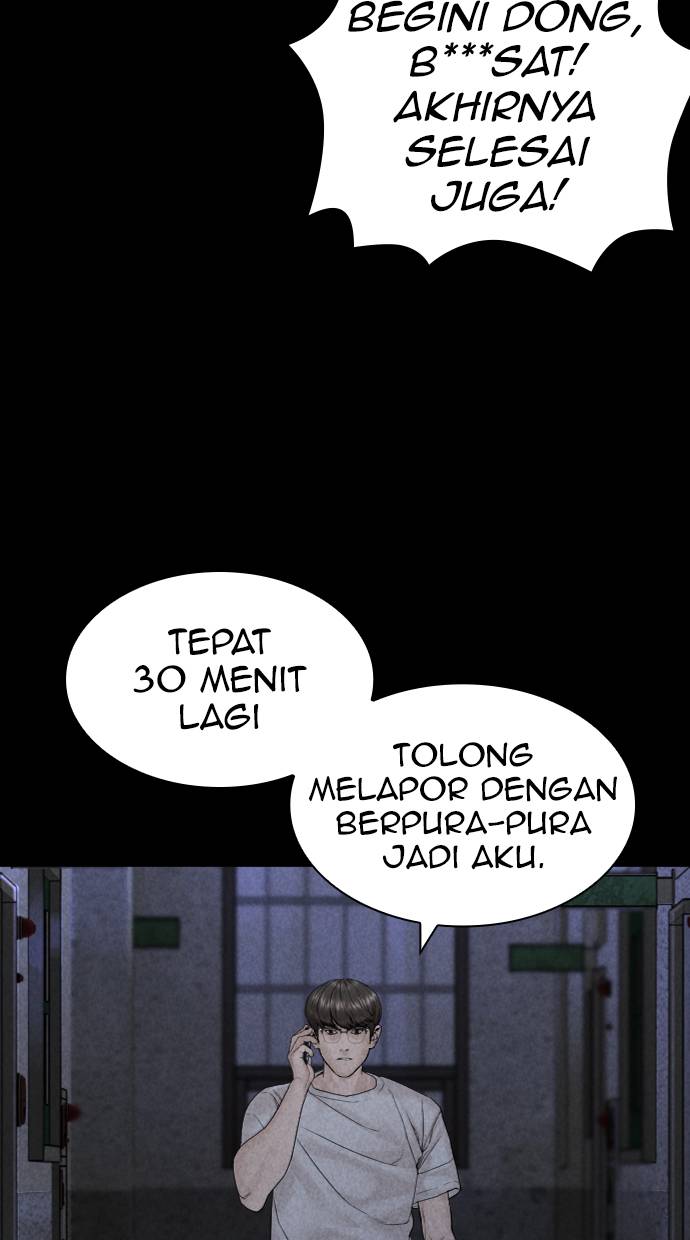 BEGINI DONG,
B***SAT!
AKHIRNYA
SELESAI
JUGA!
TEPAT
30 MENIT
LAGI
TOLONG
MELAPOR DENGAN
BERPURA-PURA
JADI AKU.